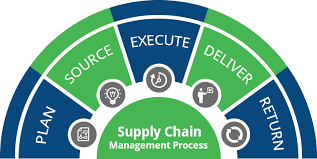 PLAN
SOURCE
EXECUTE
DELIVER
RETURN
Supply Chain
Management Process